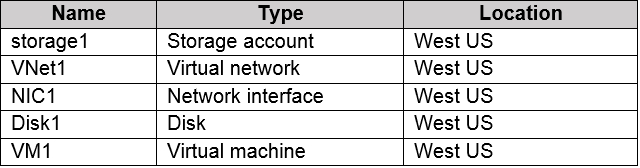 Name Type Location
storage1 Storage account West US
VNet1 Virtual network West US
NIC1 Network interface West US
Disk1 Disk West US
VM1 Virtual machine West US